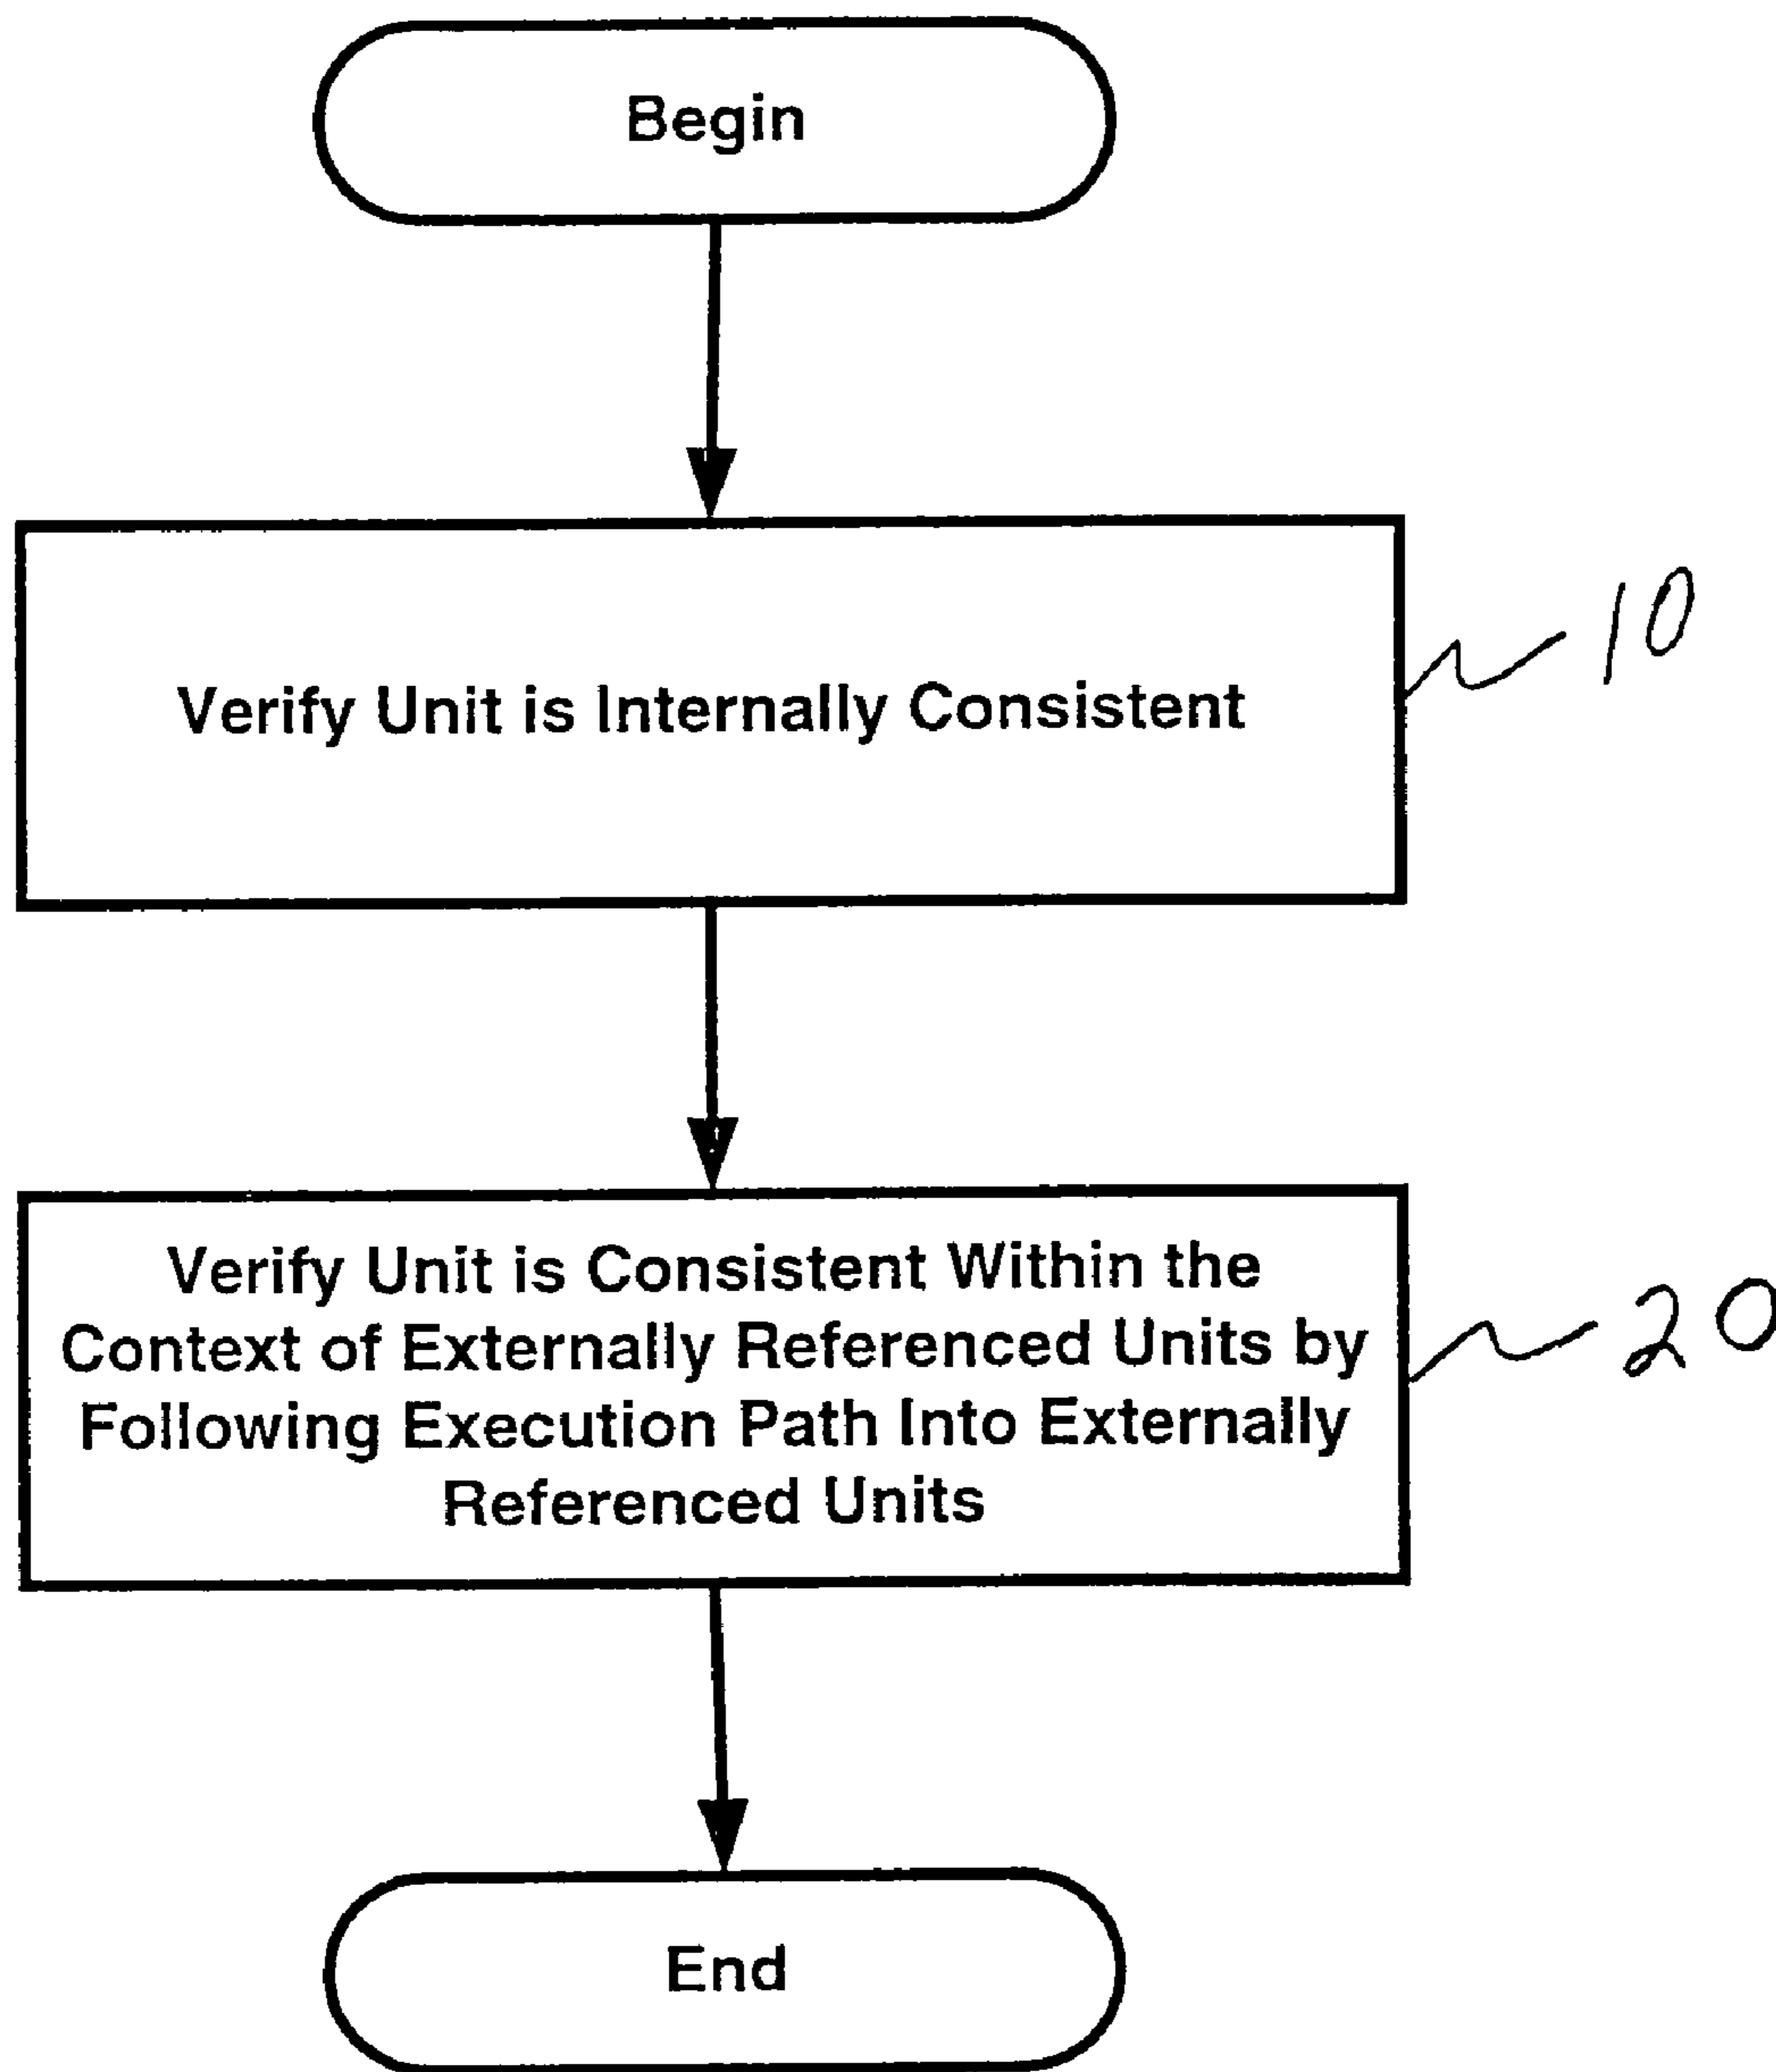 Begin
Verify Unit is Internally Consistent
10
Verify Unit is Consistent Within the
Context of Externally Referenced Units by
Following Execution Path Into Externally
Referenced Units
20
End